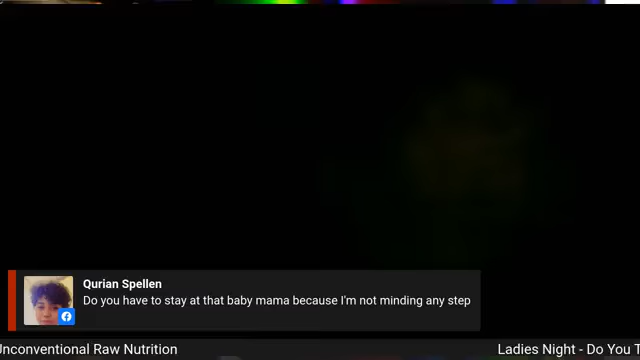 Qurian Spellen
Do you have to stay at that baby mama because I'm not minding any step
Unconventional Raw Nutrition
Ladies Night - Do You